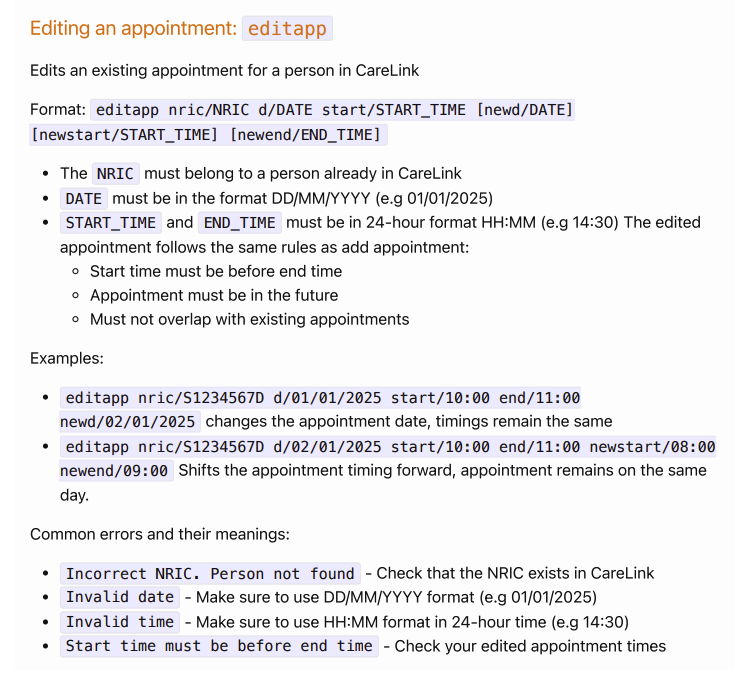 Editing an appointment: editapp
Edits an existing appointment for a person in CareLink
Format: editapp nric/NRIC d/DATE start/START_TIME [newd/DATE]
[newstart/START_TIME] [newend/END_TIME]
• The NRIC must belong to a person already in CareLink
• DATE must be in the format DD/MM/YYYY (e.g 01/01/2025)
• START_TIME and END_TIME must be in 24-hour format HH:MM (e.g 14:30) The edited
appointment follows the same rules as add appointment:
◦ Start time must be before end time
◦ Appointment must be in the future
◦ Must not overlap with existing appointments
Examples:
• editapp nric/S1234567D d/01/01/2025 start/10:00 end/11:00
newd/02/01/2025 changes the appointment date, timings remain the same
• editapp nric/S1234567D d/02/01/2025 start/10:00 end/11:00 newstart/08:00
newend/09:00 Shifts the appointment timing forward, appointment remains on the same
day.
Common errors and their meanings:
• Incorrect NRIC. Person not found - Check that the NRIC exists in CareLink
• Invalid date - Make sure to use DD/MM/YYYY format (e.g 01/01/2025)
• Invalid time - Make sure to use HH:MM format in 24-hour time (e.g 14:30)
• Start time must be before end time - Check your edited appointment times